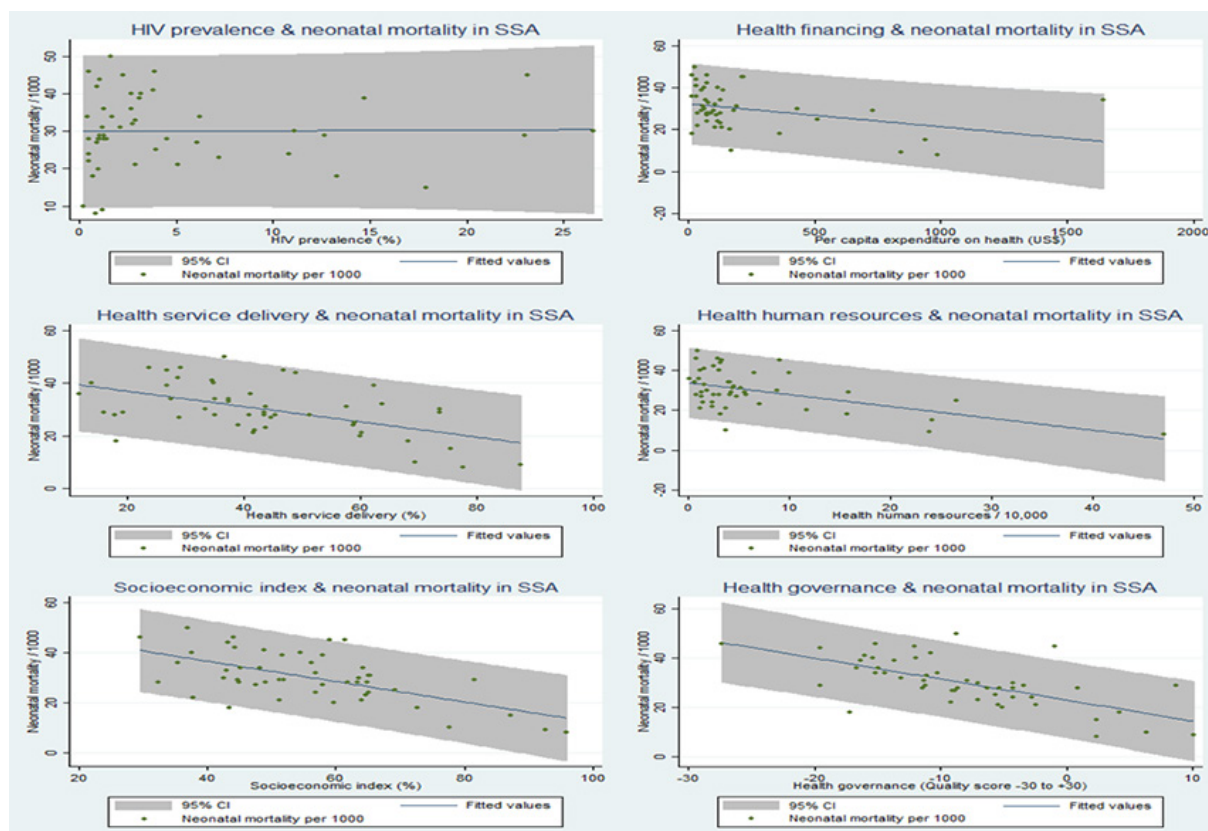 HIV prevalence & neonatal mortality in SSA
Neonatal mortality / 1000
50
40
30
20
10
0
5
10
15
20
25
HIV prevalence (%)
95% CI
Fitted values
Neonatal mortality per 1000
Health financing & neonatal mortality in SSA
Neonatal mortality / 1000
60
40
20
0
-20
0
500
1000
1500
2000
Per capita expenditure on health (US$)
95% CI
Fitted values
Neonatal mortality per 1000
Health service delivery & neonatal mortality in SSA
Neonatal mortality / 1000
60
40
20
0
20
40
60
80
100
Health service delivery (%)
95% CI
Fitted values
Neonatal mortality per 1000
Health human resources & neonatal mortality in SSA
Neonatal mortality / 1000
60
40
20
0
-20
0
10
20
30
40
50
Health human resources / 10,000
95% CI
Fitted values
Neonatal mortality per 1000
Socioeconomic index & neonatal mortality in SSA
Neonatal mortality / 1000
60
40
20
0
20
40
60
80
100
Socioeconomic index (%)
95% CI
Fitted values
Neonatal mortality per 1000
Health governance & neonatal mortality in SSA
Neonatal mortality / 1000
60
40
20
0
-30
-20
-10
0
10
Health governance (Quality score -30 to +30)
95% CI
Fitted values
Neonatal mortality per 1000